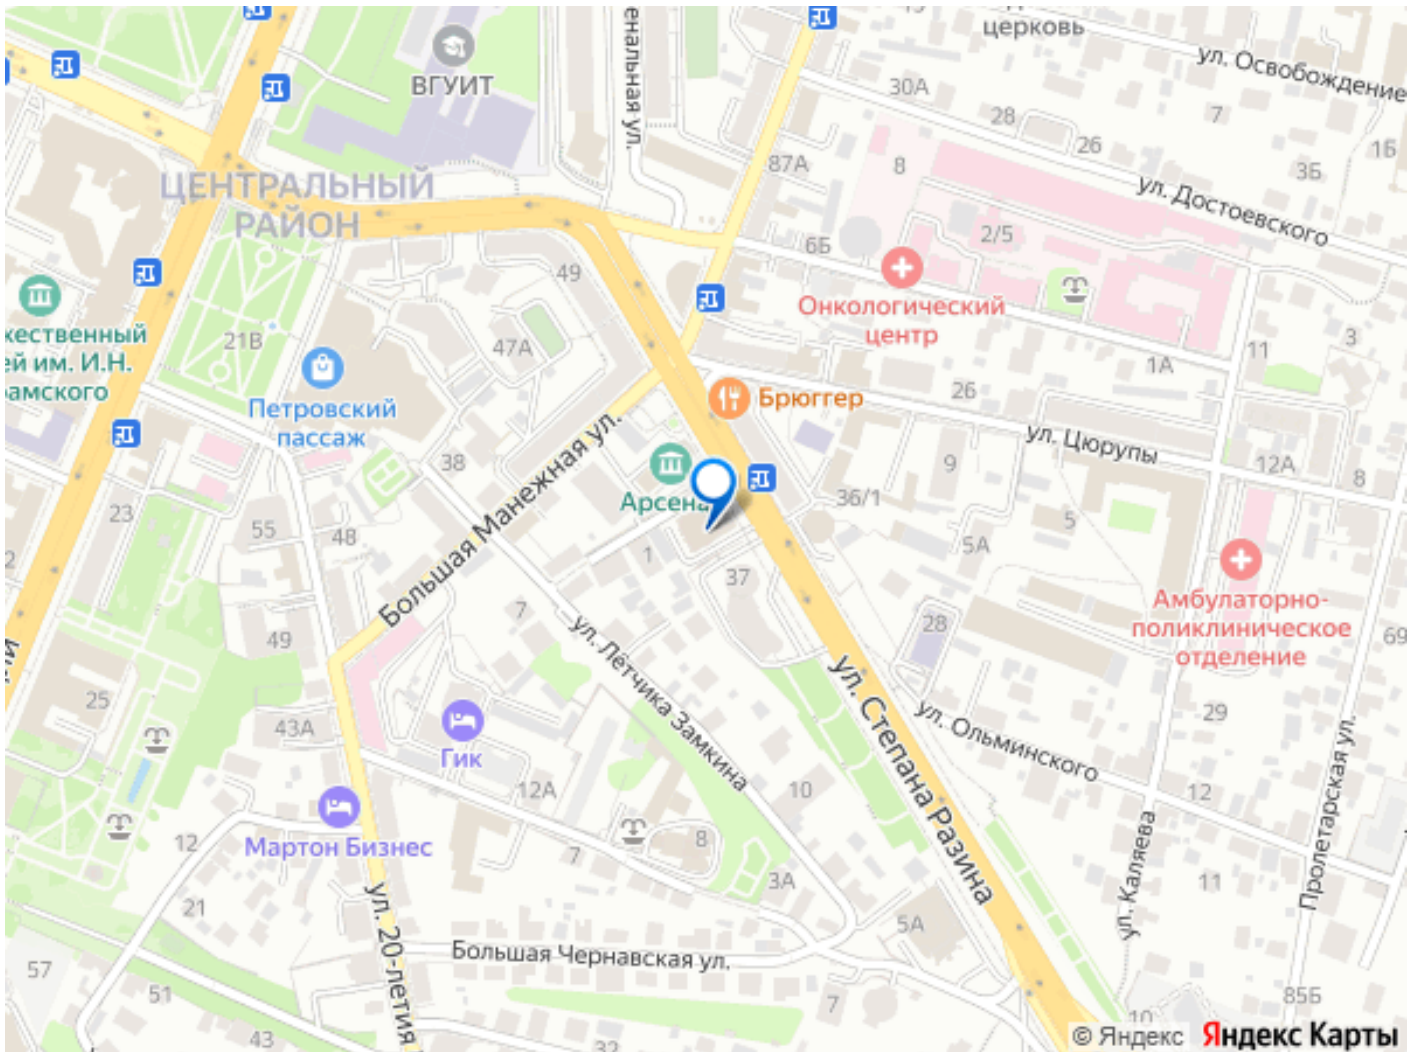 церковь
ул. Освобождение
30А
28
7
ВГУИТ
26
1Б
87А
8
3Б
ул. Достоевского
ЦЕНТРАЛЬНЫЙ
РАЙОН
6Б
2/5
49
Онкологический
центр
21В
47А
3
11
1А
Петровский
пассаж
Брюггер
26
ул. Цюрупы
38
Большая Манежная ул.
9
12А
8
Арсена
36/1
23
55
48
5
5А
1
37
7
28
Амбулаторно-
поликлиническое
отделение
ул. Лётчика Замкина
49
25
43А
Гик
ул. Степана Разина
ул. Ольминского
29
Пролетарская ул.
12А
10
12
12
Мартон Бизнес
7
8
ул. Каляева
3А
11
21
ул. 20-летия
5А
Большая Чернавская ул.
57
51
7
85Б
43
32
10
© Яндекс
Яндекс Карты